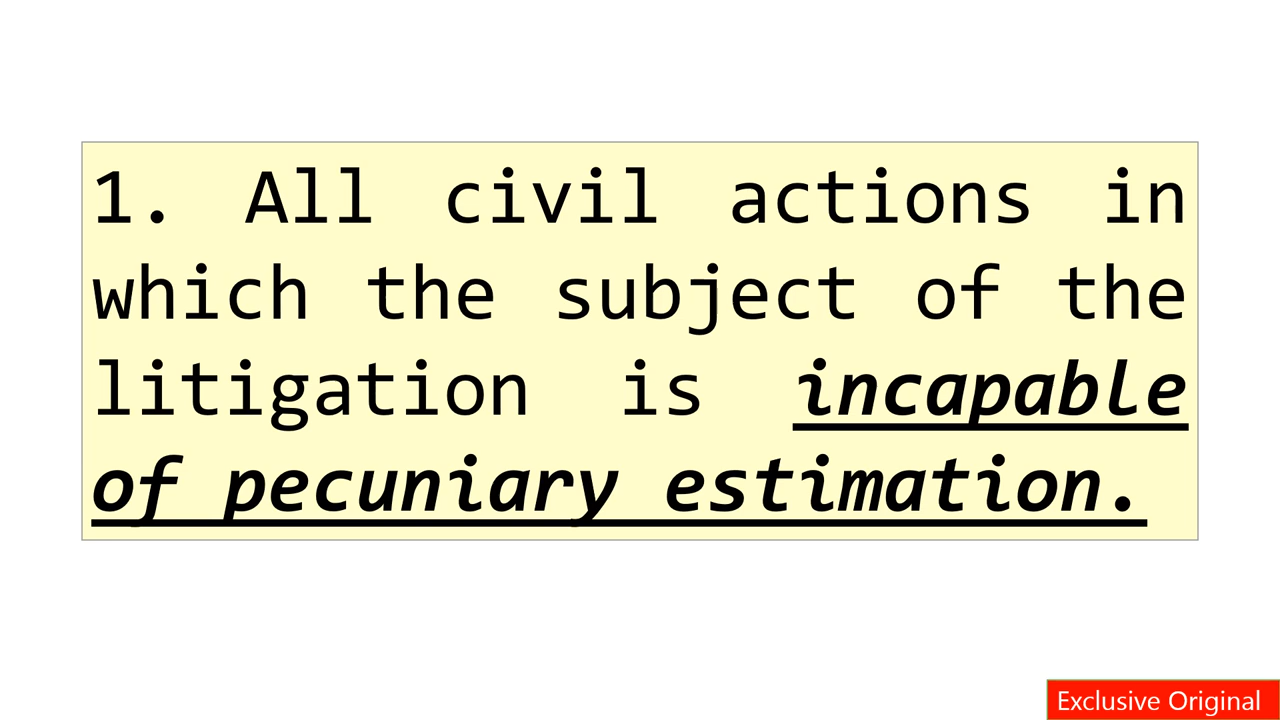 1. All civil actions in
which the subject of the
litigation is incapable
of pecuniary estimation.
Exclusive Original